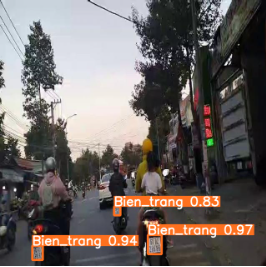 Bien_trang 0.83
Bien_trang 0.97
Bien_trang 0.94